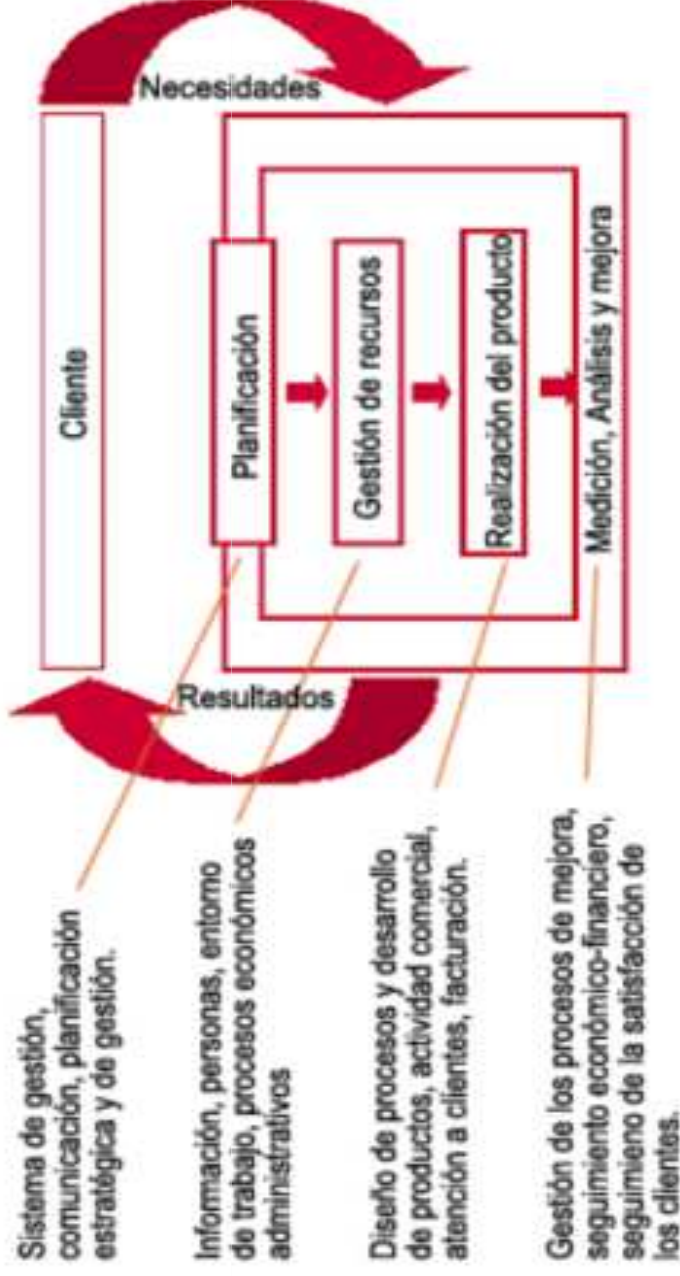 Cliente
Necesidades
Resultados
Planificación
Gestión de recursos
Realización del producto
Medición, Análisis y mejora
Sistema de gestión,
comunicación, planificación
estratégica y de gestión.
Información, personas, entorno
de trabajo, procesos económicos
administrativos
Diseño de procesos y desarrollo
de productos, actividad comercial,
atención a clientes, facturación.
Gestión de los procesos de mejora,
seguimiento económico-financiero,
seguimieno de la satisfacción de
los clientes.